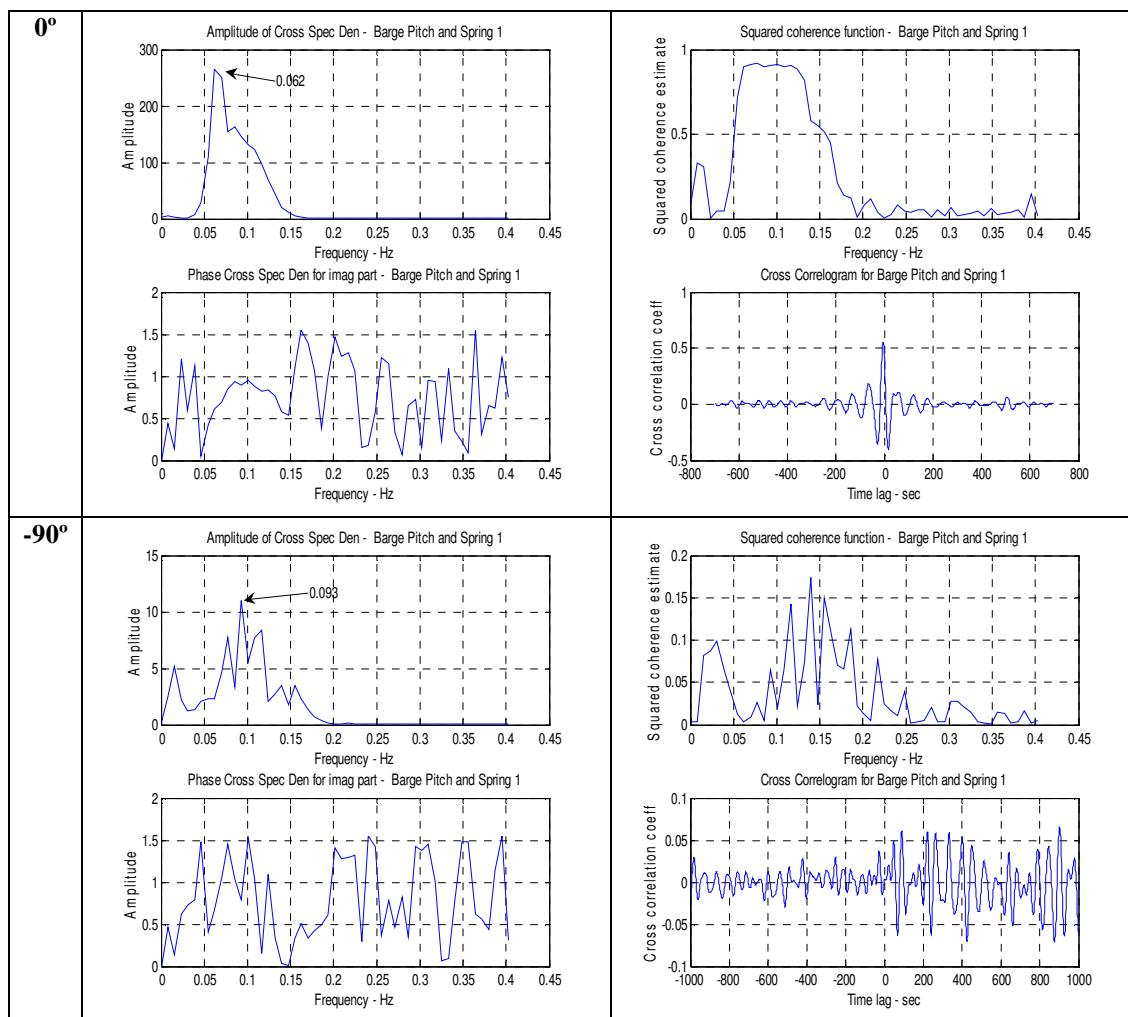 0º
Amplitude of Cross Spec Den - Barge Pitch and Spring 1
300
200
100
0
Amplitude
0.062
0 0.05 0.1 0.15 0.2 0.25 0.3 0.35 0.4 0.45
Frequency - Hz
Phase Cross Spec Den for imag part - Barge Pitch and Spring 1
2
1.5
1
0.5
0
Amplitude
0 0.05 0.1 0.15 0.2 0.25 0.3 0.35 0.4 0.45
Frequency - Hz
Squared coherence function - Barge Pitch and Spring 1
1
0.5
0
Squared coherence estimate
0 0.05 0.1 0.15 0.2 0.25 0.3 0.35 0.4 0.45
Frequency - Hz
Cross Correlogram for Barge Pitch and Spring 1
1
0.5
0
-0.5
Cross correlation coeff
-800 -600 -400 -200 0 200 400 600 800
Time lag - sec
-90º
Amplitude of Cross Spec Den - Barge Pitch and Spring 1
15
10
5
0
Amplitude
0.093
0 0.05 0.1 0.15 0.2 0.25 0.3 0.35 0.4 0.45
Frequency - Hz
Phase Cross Spec Den for imag part - Barge Pitch and Spring 1
2
1.5
1
0.5
0
Amplitude
0 0.05 0.1 0.15 0.2 0.25 0.3 0.35 0.4 0.45
Frequency - Hz
Squared coherence function - Barge Pitch and Spring 1
0.2
0.15
0.1
0.05
0
Squared coherence estimate
0 0.05 0.1 0.15 0.2 0.25 0.3 0.35 0.4 0.45
Frequency - Hz
Cross Correlogram for Barge Pitch and Spring 1
0.1
0.05
0
-0.05
-0.1
Cross correlation coeff
-1000 -800 -600 -400 -200 0 200 400 600 800 1000
Time lag - sec